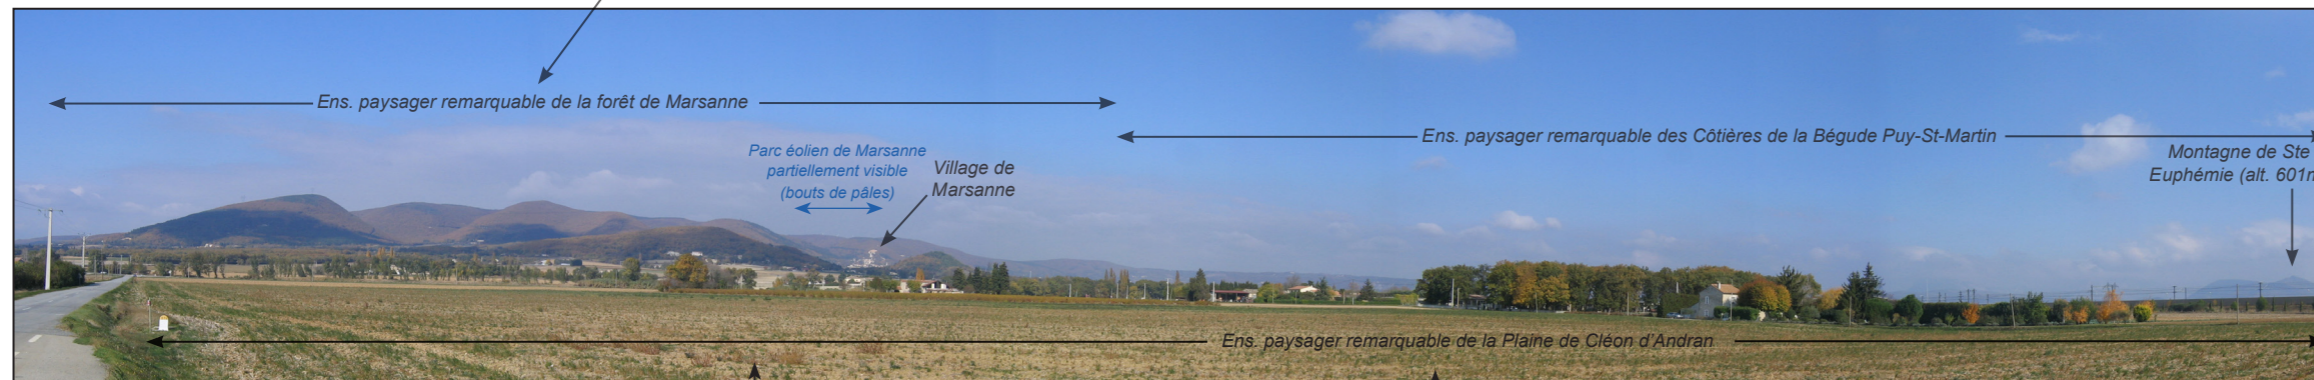 Ens. paysager remarquable de la forêt de Marsanne
Ens. paysager remarquable des Côtières de la Bégude Puy-St-Martin
Parc éolien de Marsanne
partiellement visible
(bouts de pâles)
Village de
Marsanne
Montagne de Ste
Euphémie (alt. 601m
Ens. paysager remarquable de la Plaine de Cléon d'Andran